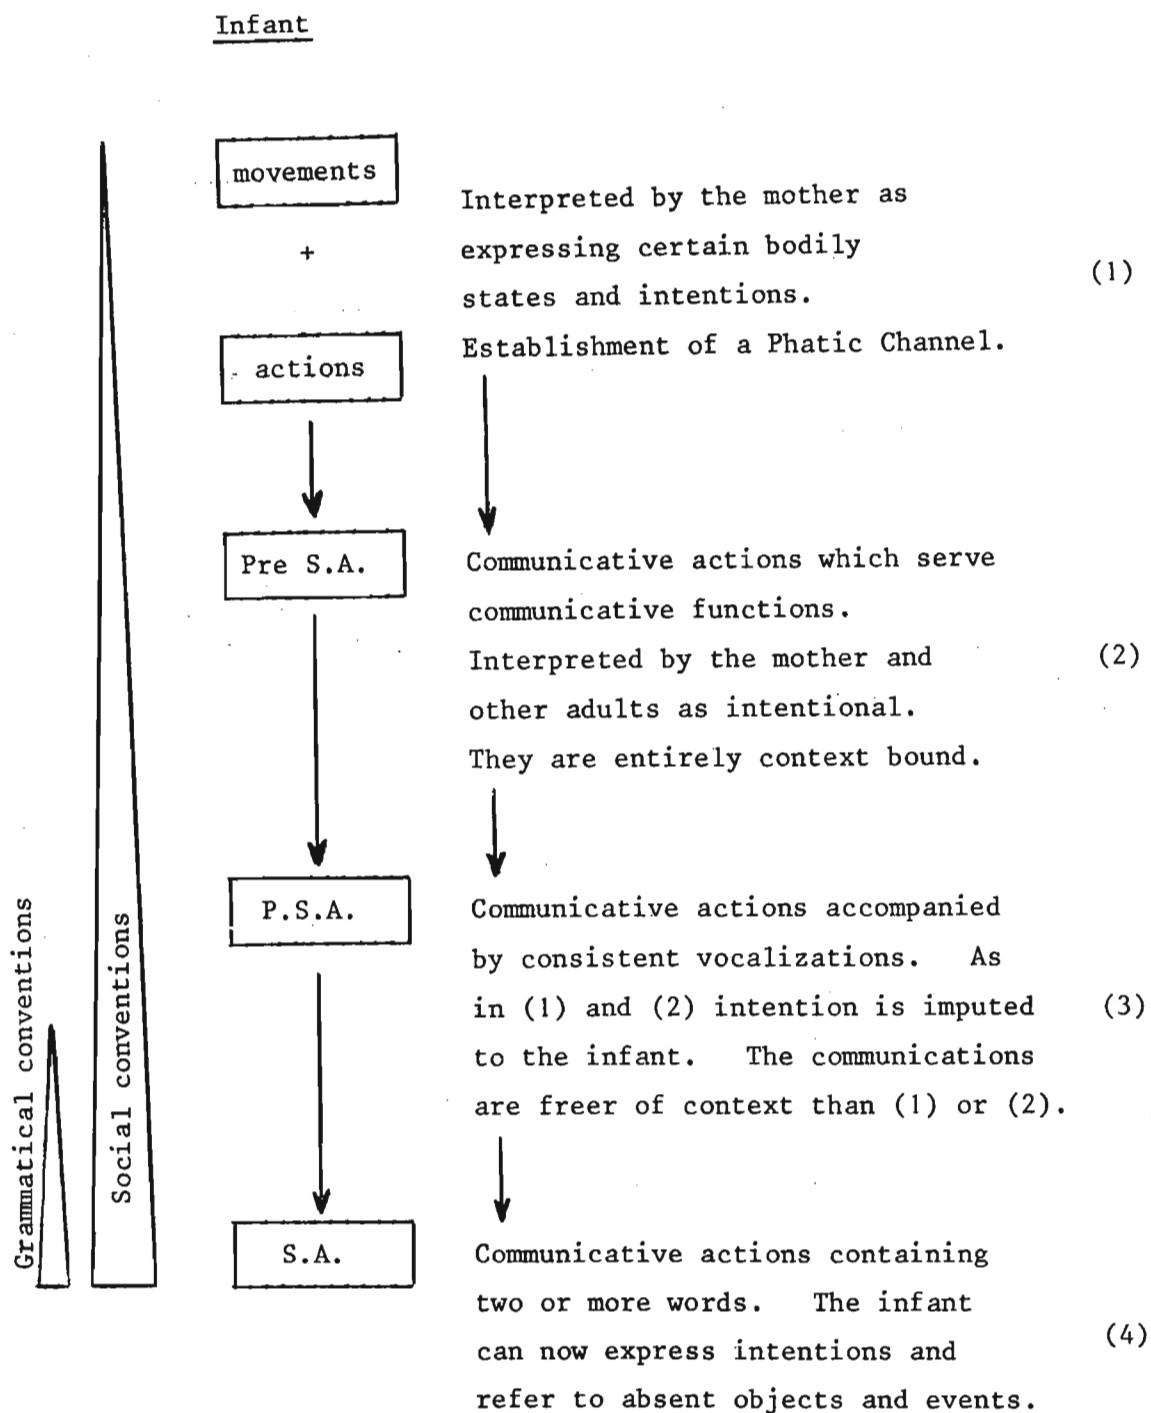 Infant
movements
+
actions
Interpreted by the mother as
expressing certain bodily
states and intentions.
Establishment of a Phatic Channel.
(1)
Pre S.A.
Communicative actions which serve
communicative functions.
Interpreted by the mother and
other adults as intentional.
They are entirely context bound.
(2)
P.S.A.
Communicative actions accompanied
by consistent vocalizations. As
in (1) and (2) intention is imputed
to the infant. The communications
are freer of context than (1) or (2).
(3)
S.A.
Communicative actions containing
two or more words. The infant
can now express intentions and
refer to absent objects and events.
(4)
Grammatical conventions
Social conventions